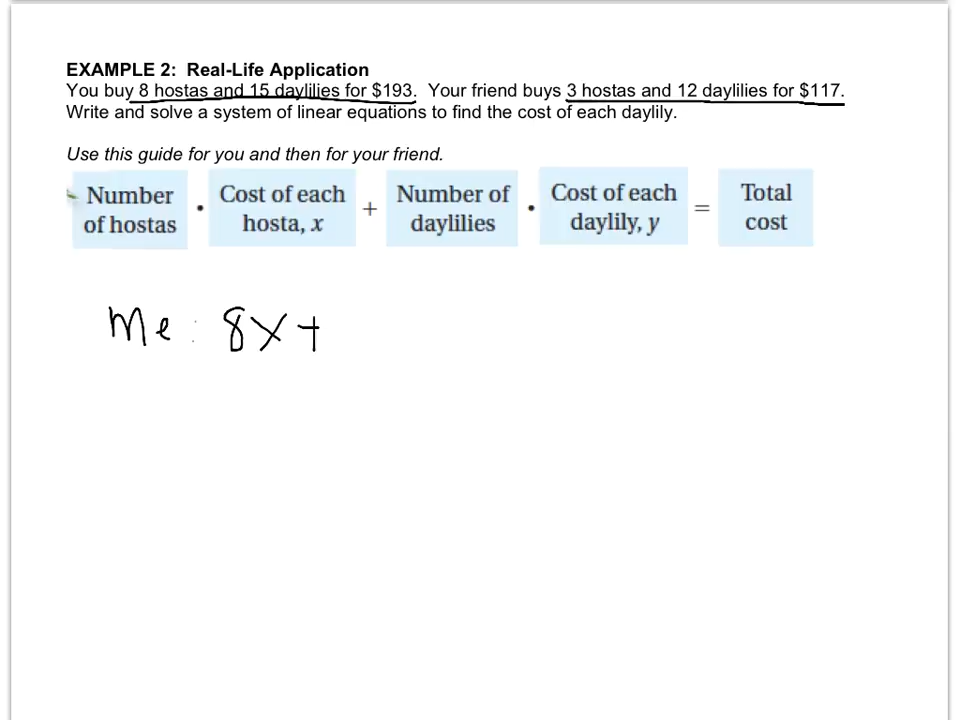 EXAMPLE 2: Real-Life Application
You buy 8 hostas and 15 daylilies for $193. Your friend buys 3 hostas and 12 daylilies for $117.
Write and solve a system of linear equations to find the cost of each daylily.
Use this guide for you and then for your friend.
Number of hostas · Cost of each hosta, x + Number of daylilies · Cost of each daylily, y = Total cost
Me: 8x +